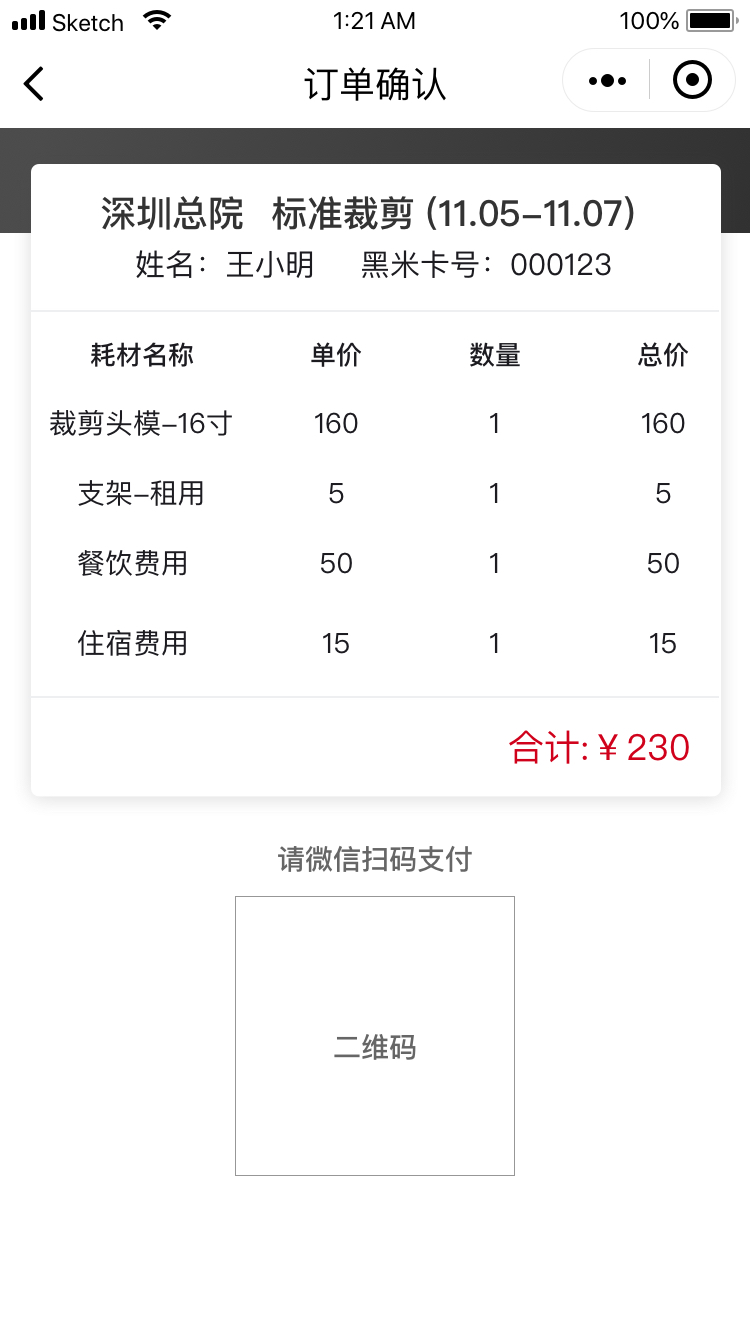 Sketch 1:21 AM 100%
订单确认
深圳总院 标准裁剪 (11.05–11.07)
姓名：王小明 黑米卡号：000123
耗材名称 单价 数量 总价
裁剪头模–16寸 160 1 160
支架–租用 5 1 5
餐饮费用 50 1 50
住宿费用 15 1 15
合计: ¥ 230
请微信扫码支付
二维码